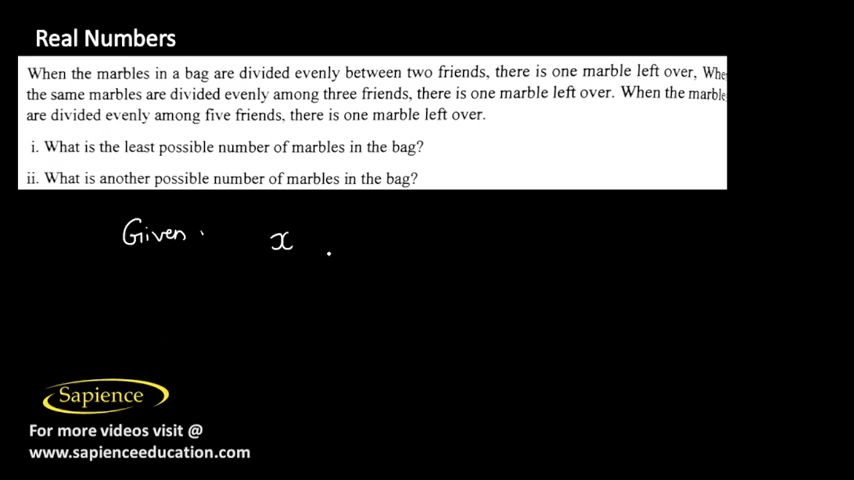 Real Numbers
When the marbles in a bag are divided evenly between two friends, there is one marble left over, Whe
the same marbles are divided evenly among three friends, there is one marble left over. When the marble
are divided evenly among five friends, there is one marble left over.
i. What is the least possible number of marbles in the bag?
ii. What is another possible number of marbles in the bag?
Given : x
Sapience
For more videos visit @
www.sapienceeducation.com